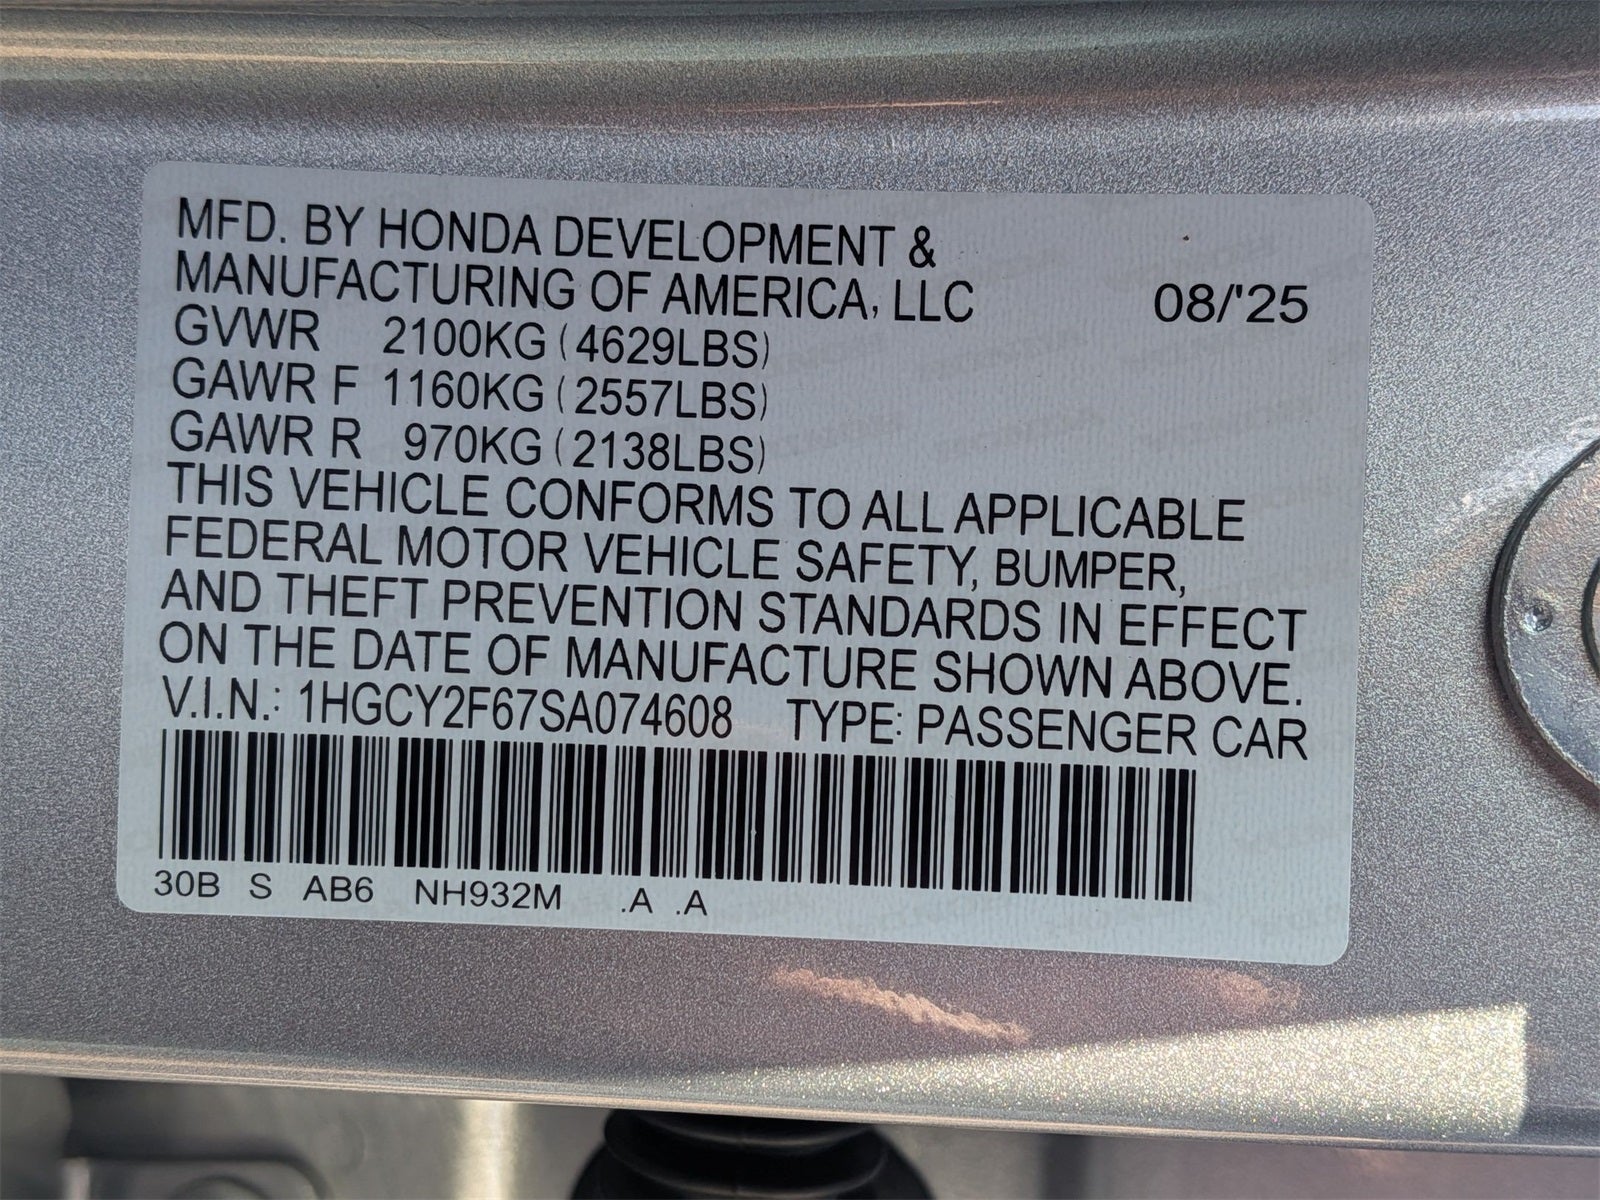 MFD. BY HONDA DEVELOPMENT &
MANUFACTURING OF AMERICA, LLC 08/'25
GVWR 2100KG (4629LBS)
GAWR F 1160KG (2557LBS)
GAWR R 970KG (2138LBS)
THIS VEHICLE CONFORMS TO ALL APPLICABLE
FEDERAL MOTOR VEHICLE SAFETY, BUMPER,
AND THEFT PREVENTION STANDARDS IN EFFECT
ON THE DATE OF MANUFACTURE SHOWN ABOVE.
V.I.N.: 1HGCY2F67SA074608 TYPE: PASSENGER CAR
30B S AB6 NH932M .A .A